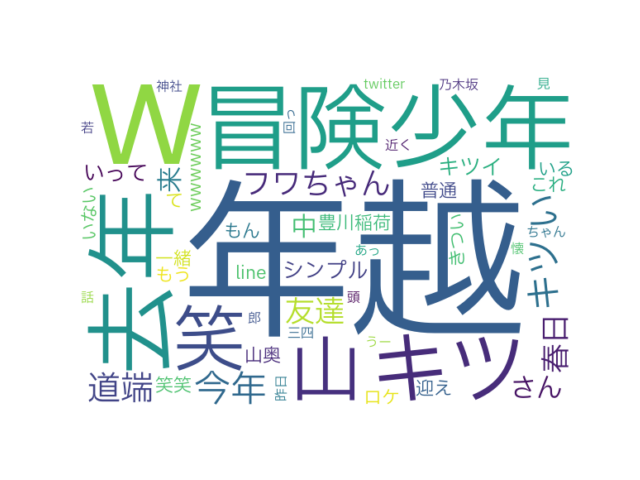 神社
twitter
乃木坂
見
若
W
冒険少年
っ
回
近く
いって
来
wwwwwww
フワちゃん
キツイ
いる
これ
普通
いない
て
去年
年越
もん
中
豊川稲荷
きいつ
ちゃん
キツい
一緒
もう
line
シンプル
あっ
懐
話
笑
郎
友達
頭
三四
うー
山奥
山
キツ
春日
道端
笑笑
今年
昨日
ロケ
迎え
さん